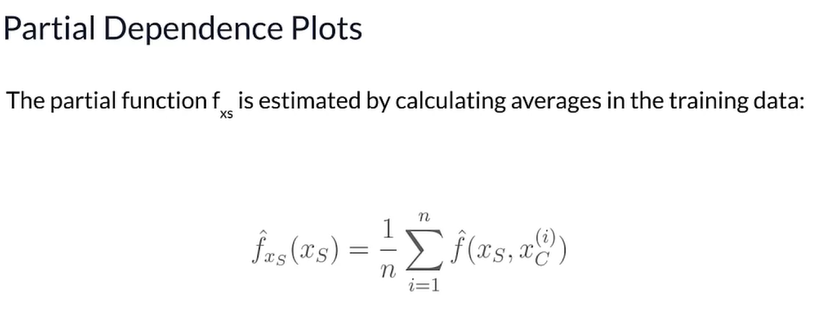 Partial Dependence Plots
The partial function f_xs is estimated by calculating averages in the training data:
$\hat{f}_{x_S}(x_S) = \frac{1}{n} \sum_{i=1}^{n} \hat{f}(x_S, x_C^{(i)})$